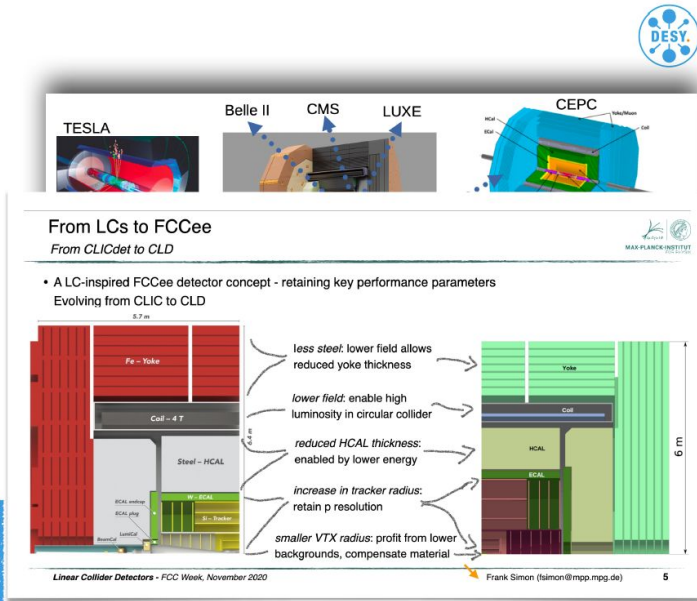 DESY.
TESLA
Belle II
CMS
LUXE
CEPC
Yoke/Muon
HCal
Coil
ECal
From LCs to FCCee
From CLICdet to CLD
MAX-PLANCK-INSTITUT
• A LC-inspired FCCee detector concept - retaining key performance parameters
Evolving from CLIC to CLD
5.7 m
Fe – Yoke
Coil – 4 T
6.4 m
Steel – HCAL
W – ECAL
ECAL endcap
ECAL plug
Si – Tracker
LumiCal
BeamCal
less steel: lower field allows
reduced yoke thickness
lower field: enable high
luminosity in circular collider
reduced HCAL thickness:
enabled by lower energy
increase in tracker radius:
retain p resolution
smaller VTX radius: profit from lower
backgrounds, compensate material
Yoke
Coil
HCAL
ECAL
6 m
Linear Collider Detectors - FCC Week, November 2020
Frank Simon (fsimon@mpp.mpg.de)
5